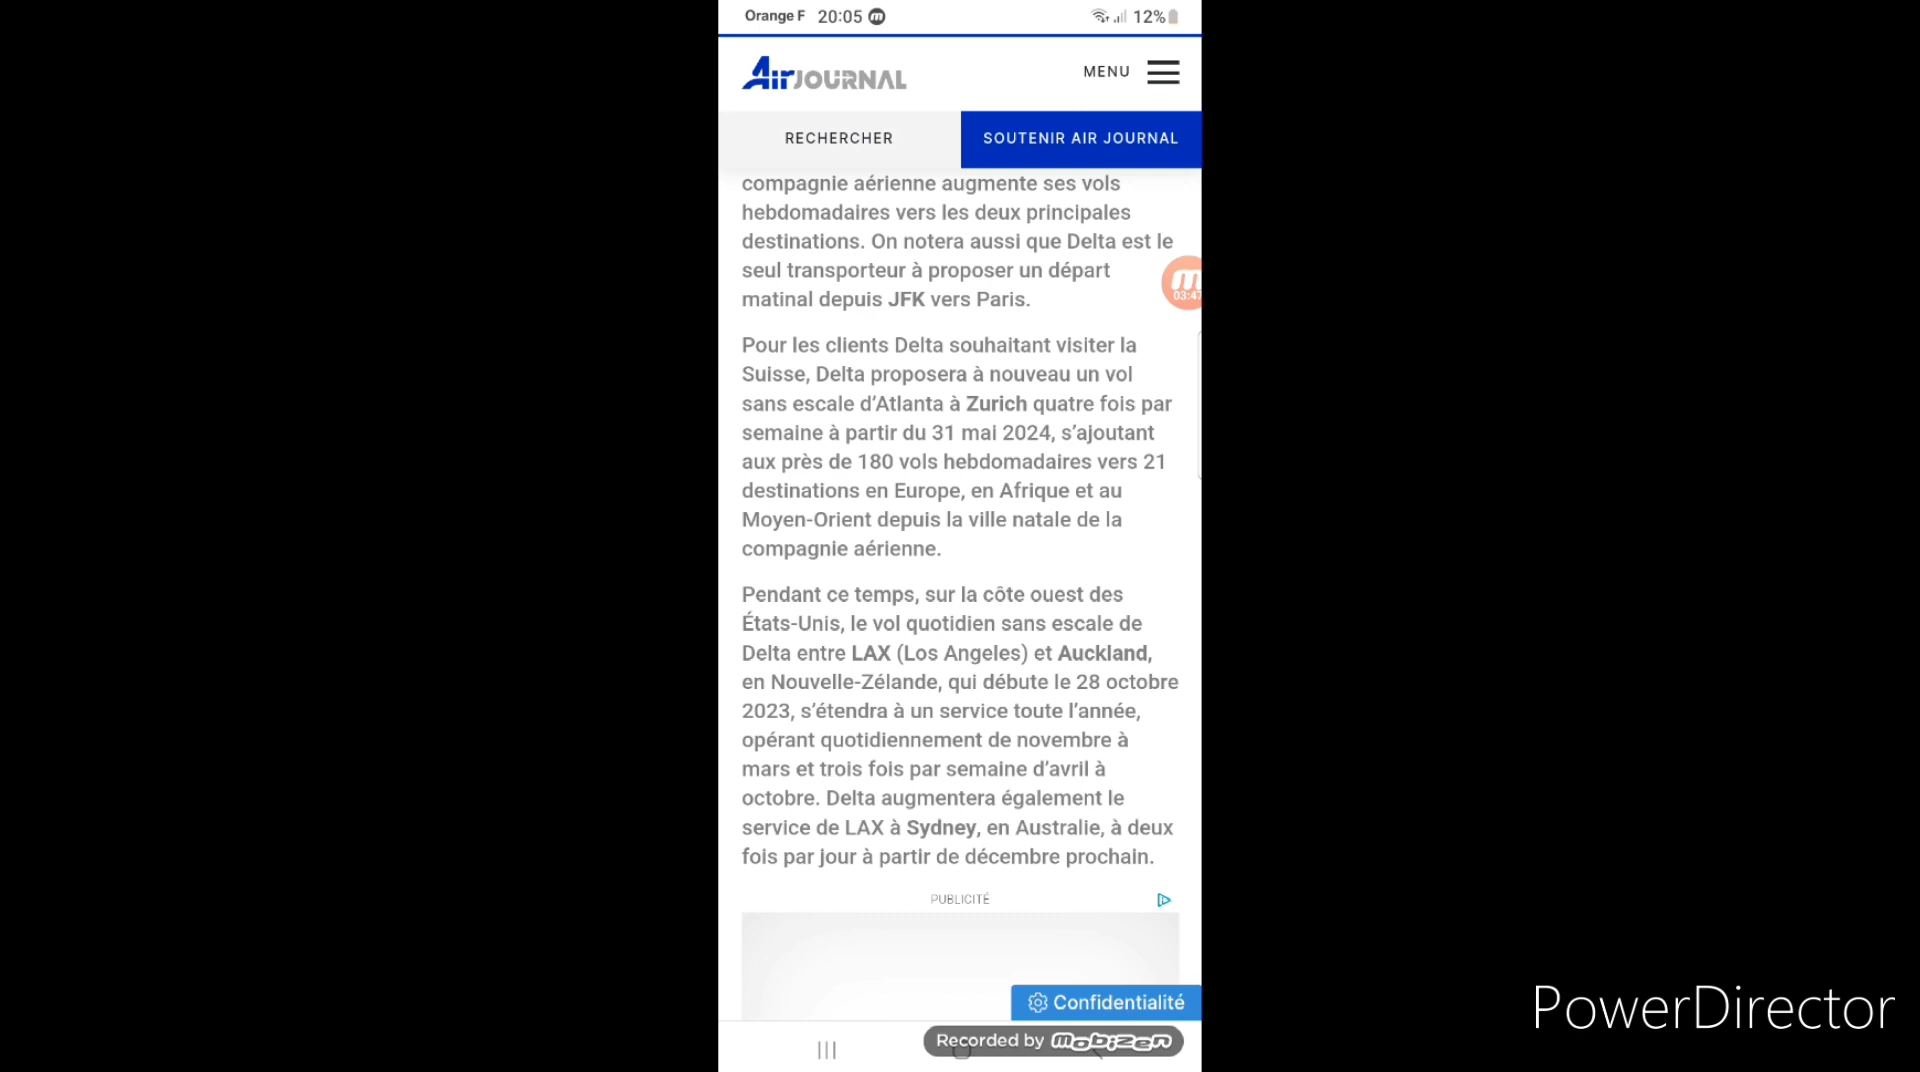 Orange F 20:05 12%
AirJOURNAL MENU
RECHERCHER SOUTENIR AIR JOURNAL
compagnie aérienne augmente ses vols
hebdomadaires vers les deux principales
destinations. On notera aussi que Delta est le
seul transporteur à proposer un départ
matinal depuis JFK vers Paris.
03:47
Pour les clients Delta souhaitant visiter la
Suisse, Delta proposera à nouveau un vol
sans escale d’Atlanta à Zurich quatre fois par
semaine à partir du 31 mai 2024, s’ajoutant
aux près de 180 vols hebdomadaires vers 21
destinations en Europe, en Afrique et au
Moyen-Orient depuis la ville natale de la
compagnie aérienne.
Pendant ce temps, sur la côte ouest des
États-Unis, le vol quotidien sans escale de
Delta entre LAX (Los Angeles) et Auckland,
en Nouvelle-Zélande, qui débute le 28 octobre
2023, s’étendra à un service toute l’année,
opérant quotidiennement de novembre à
mars et trois fois par semaine d’avril à
octobre. Delta augmentera également le
service de LAX à Sydney, en Australie, à deux
fois par jour à partir de décembre prochain.
PUBLICITÉ
Confidentialité
Recorded by mobizen
PowerDirector